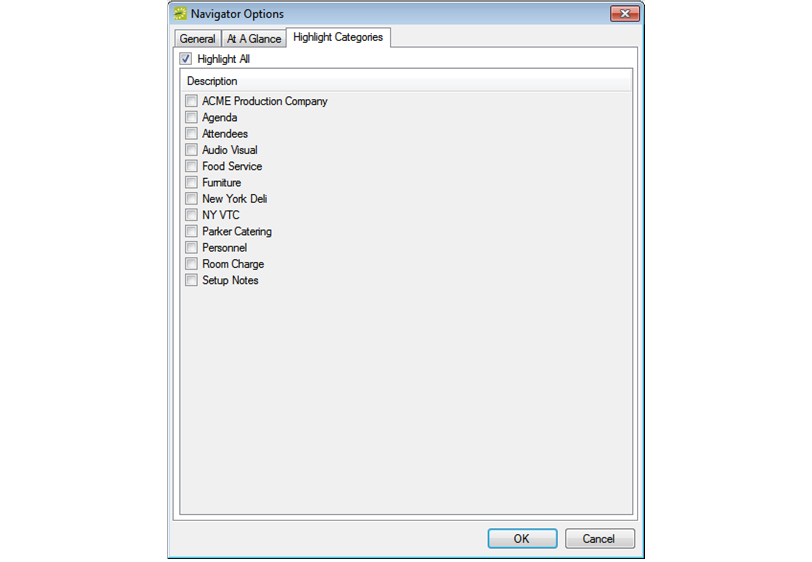 Navigator Options
General
At A Glance
Highlight Categories
Highlight All
Description
ACME Production Company
Agenda
Attendees
Audio Visual
Food Service
Furniture
New York Deli
NY VTC
Parker Catering
Personnel
Room Charge
Setup Notes
OK
Cancel